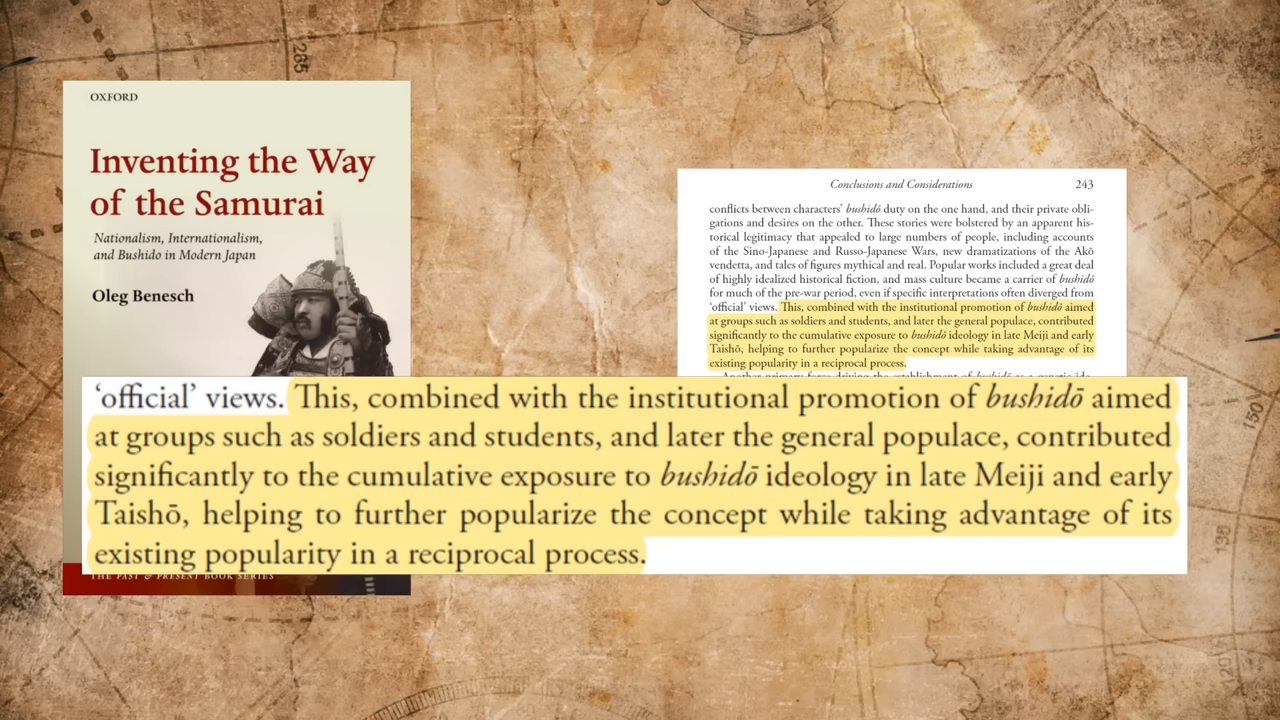 OXFORD
Inventing the Way
of the Samurai
Nationalism, Internationalism,
and Bushido in Modern Japan
Oleg Benesch
THE PAST & PRESENT BOOK SERIES
Conclusions and Considerations 243
conflicts between characters' bushidō duty on the one hand, and their private obli-
gations and desires on the other. These stories were bolstered by an apparent his-
torical legitimacy that appealed to large numbers of people, including accounts
of the Sino-Japanese and Russo-Japanese Wars, new dramatizations of the Akō
vendetta, and tales of figures mythical and real. Popular works included a great deal
of highly idealized historical fiction, and mass culture became a carrier of bushidō
for much of the pre-war period, even if specific interpretations often diverged from
'official' views. This, combined with the institutional promotion of bushidō aimed
at groups such as soldiers and students, and later the general populace, contributed
significantly to the cumulative exposure to bushidō ideology in late Meiji and early
Taishō, helping to further popularize the concept while taking advantage of its
existing popularity in a reciprocal process.
'official' views. This, combined with the institutional promotion of bushidō aimed
at groups such as soldiers and students, and later the general populace, contributed
significantly to the cumulative exposure to bushidō ideology in late Meiji and early
Taishō, helping to further popularize the concept while taking advantage of its
existing popularity in a reciprocal process.
285
150